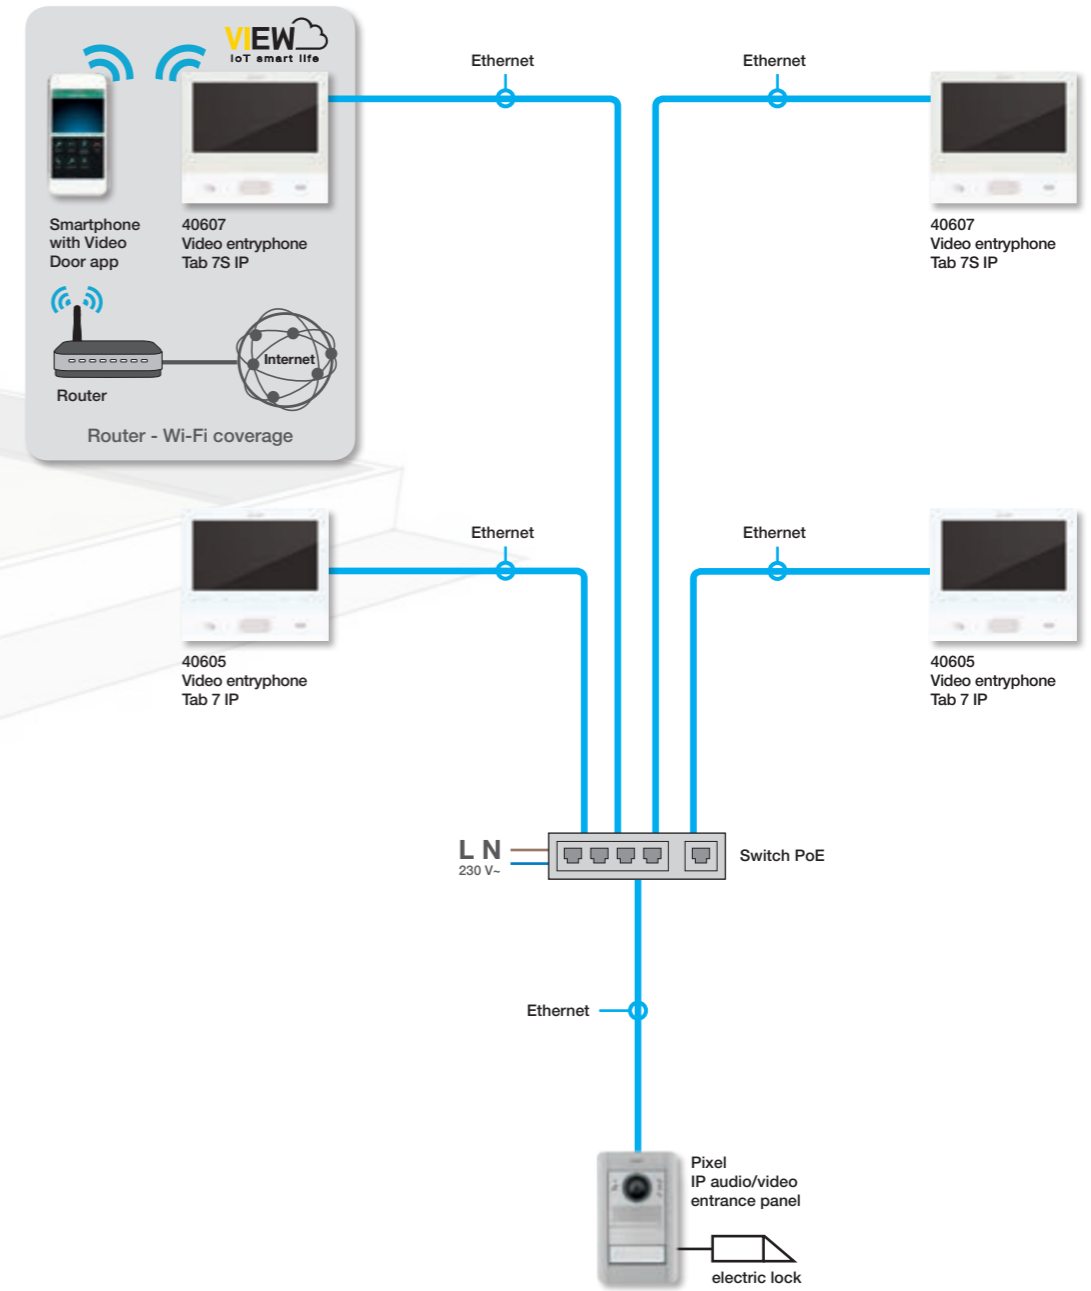 VIEW
IoT smart life
Ethernet
Ethernet
Smartphone
with Video
Door app
40607
Video entryphone
Tab 7S IP
40607
Video entryphone
Tab 7S IP
Internet
Router
Router - Wi-Fi coverage
Ethernet
Ethernet
40605
Video entryphone
Tab 7 IP
40605
Video entryphone
Tab 7 IP
L N
230 V~
Switch PoE
Ethernet
Pixel
IP audio/video
entrance panel
electric lock